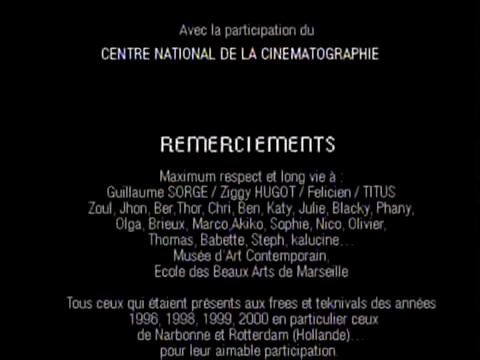 Avec la participation du
CENTRE NATIONAL DE LA CINEMATOGRAPHIE
REMERCIEMENTS
Maximum respect et long vie à :
Guillaume SORGE / Ziggy HUGOT / Felicien / TITUS
Zoul, Jhon, Ber,Thor, Chri, Ben, Katy, Julie, Blacky, Phany,
Olga, Brieux, Marco,Akiko, Sophie, Nico, Olivier,
Thomas, Babette, Steph, kalucine...
Musée d'Art Contemporain,
Ecole des Beaux Arts de Marseille
Tous ceux qui étaient présents aux frees et teknivals des années
1996, 1998, 1999, 2000 en particulier ceux
de Narbonne et Rotterdam (Hollande)...
pour leur aimable participation.